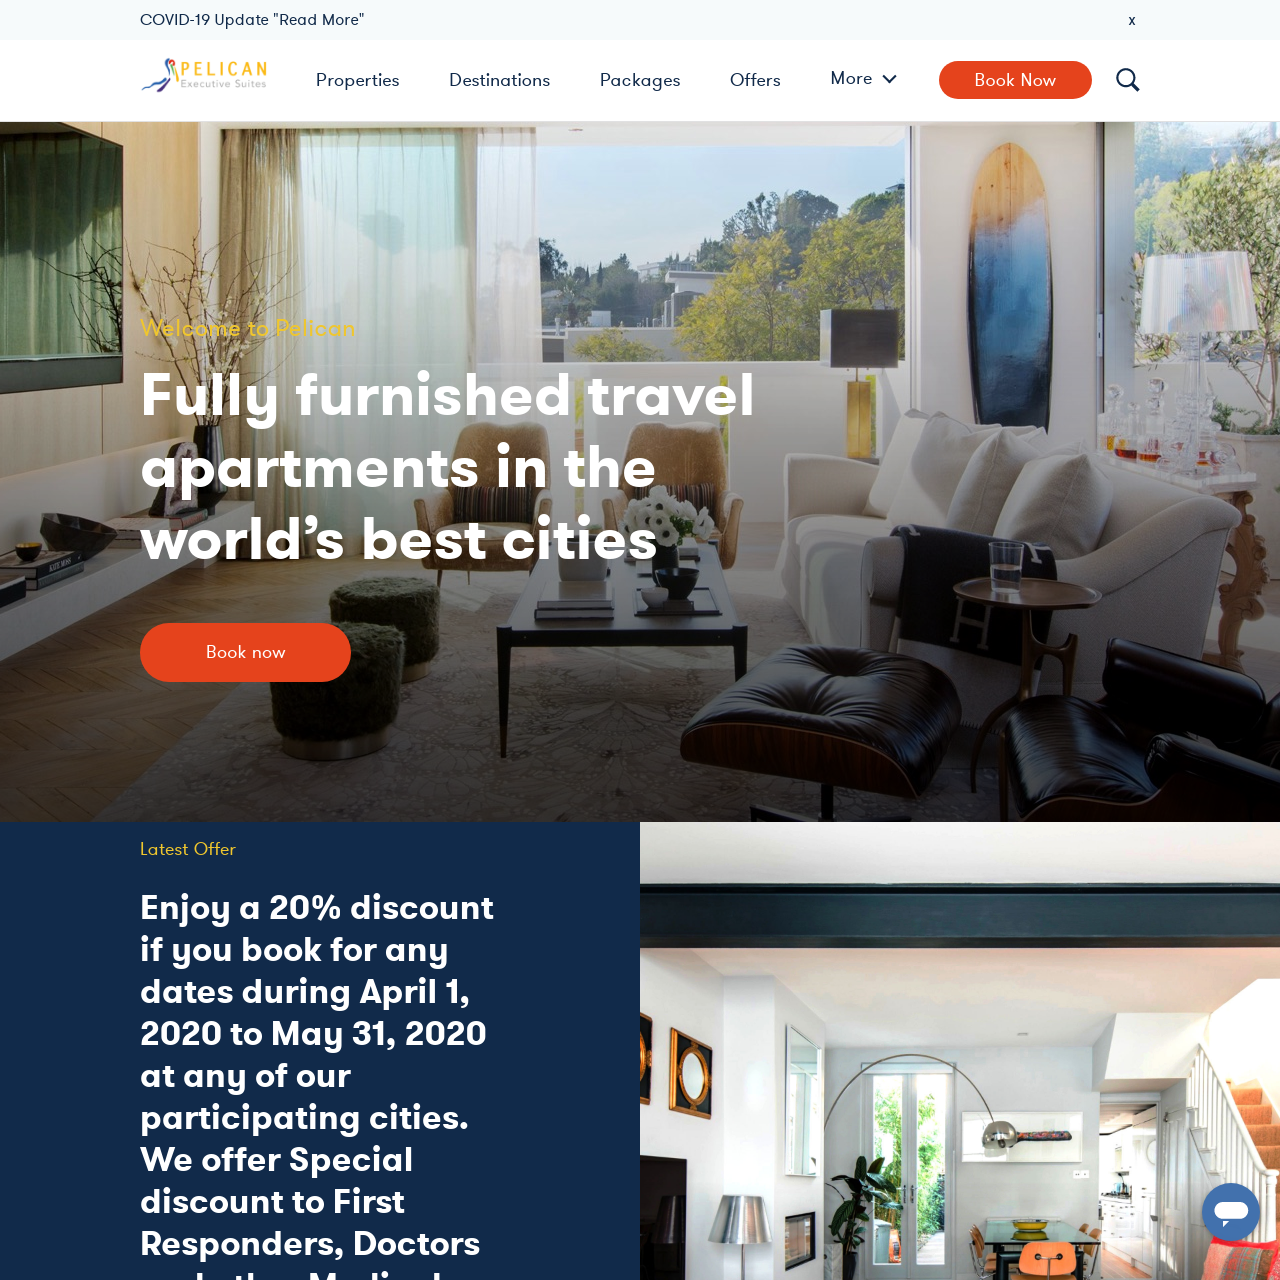 COVID-19 Update "Read More"
x
PELICAN
Executive Suites
Properties
Destinations
Packages
Offers
More
Book Now
Welcome to Pelican
Fully furnished travel
apartments in the
world’s best cities
KATE MOSS
Book now
Latest Offer
Enjoy a 20% discount
if you book for any
dates during April 1,
2020 to May 31, 2020
at any of our
participating cities.
We offer Special
discount to First
Responders, Doctors